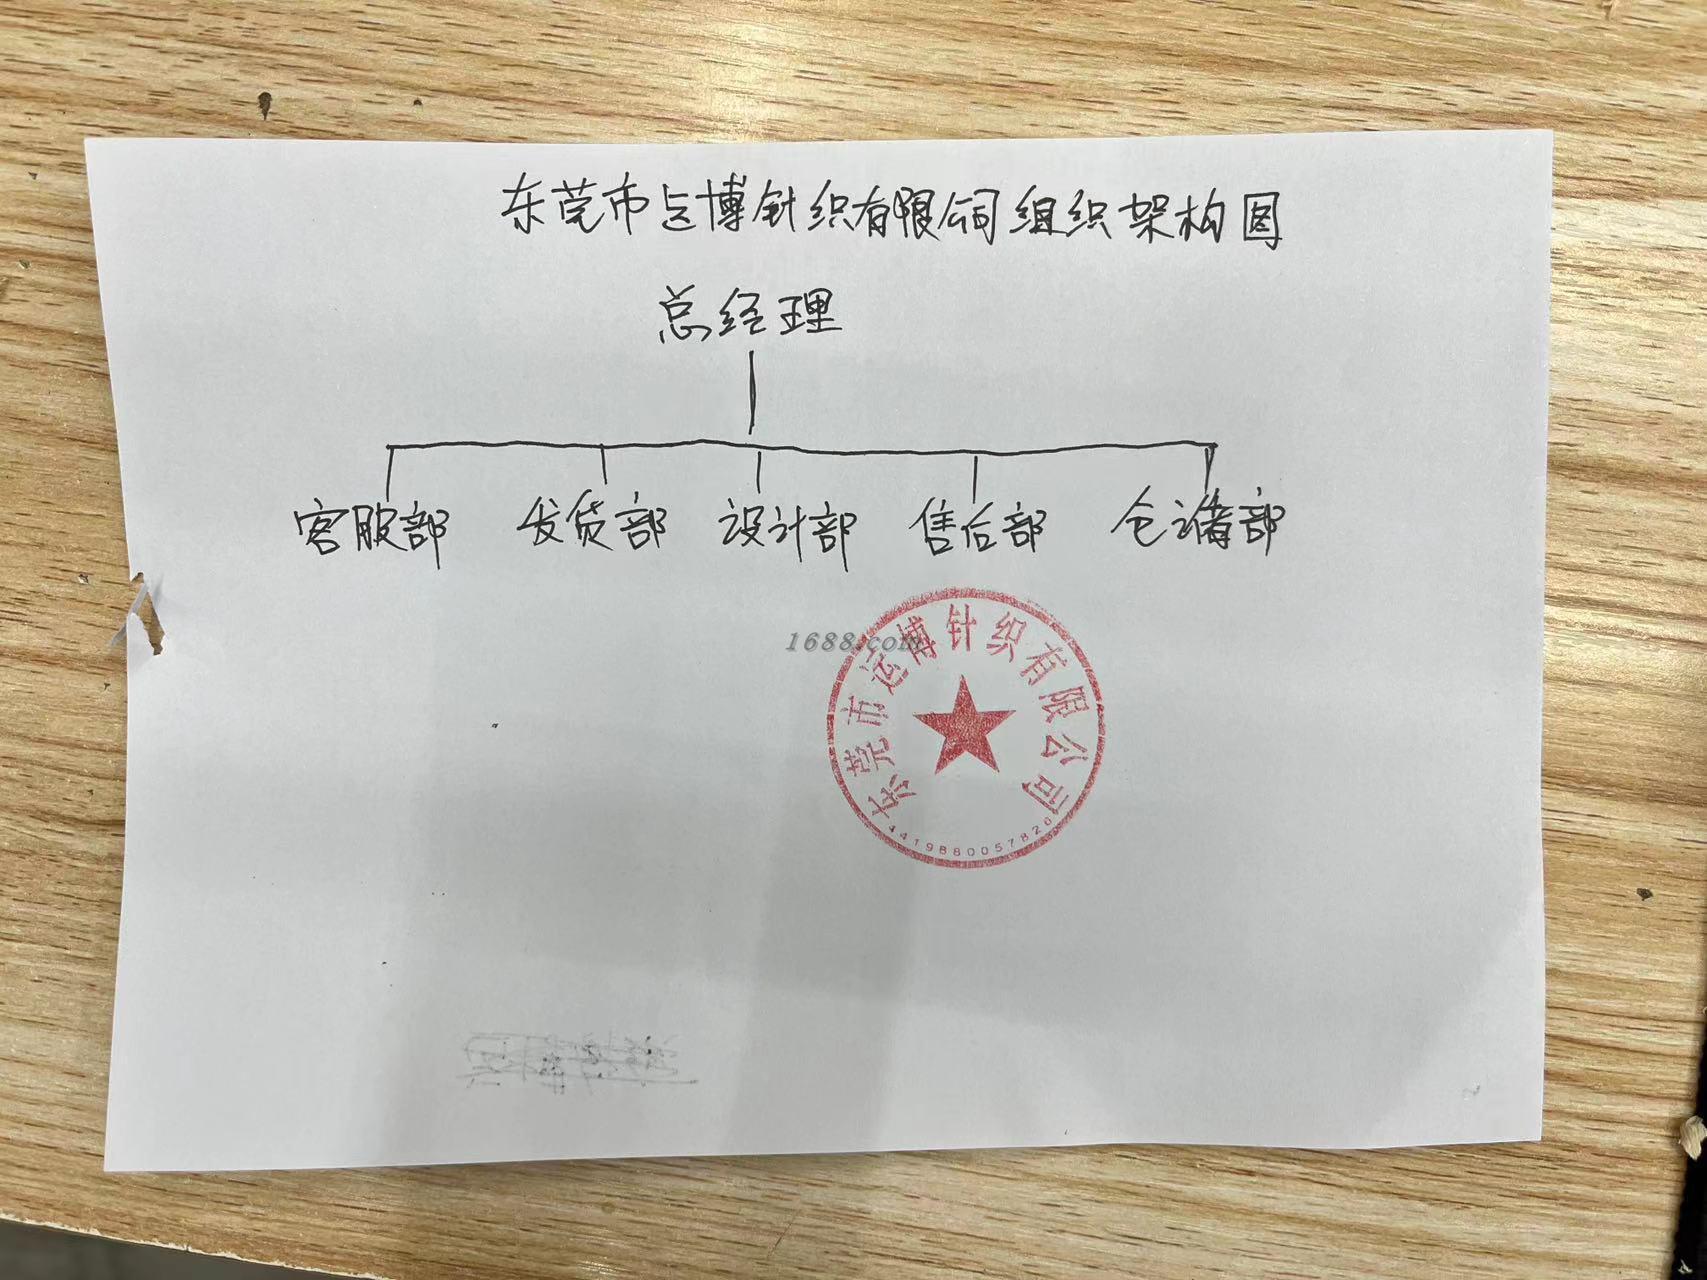 东莞市运博针织有限公司组织架构图
总经理
客服部 发货部 设计部 售后部 仓储部
1688.com
东莞市运博针织有限公司
4419880057826